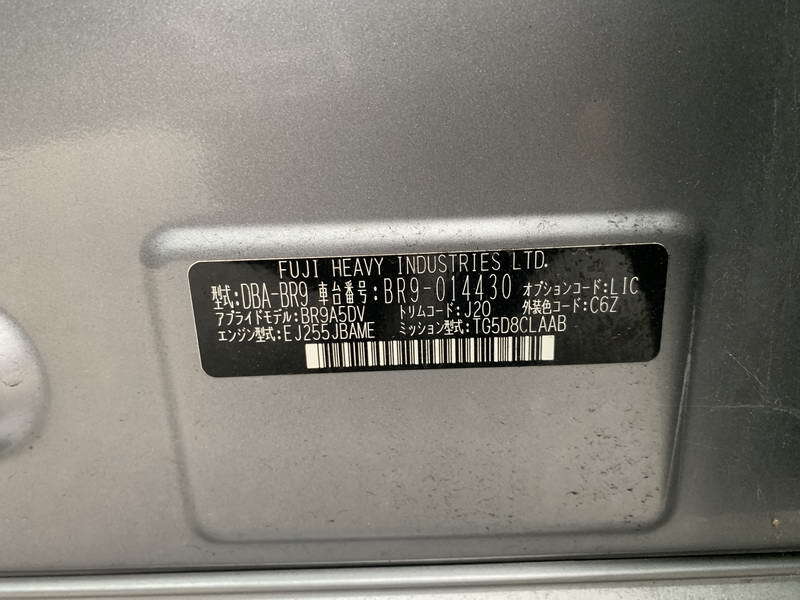 FUJI HEAVY INDUSTRIES LTD.
型式:DBA-BR9 車台番号:BR9-014430 オプションコード:LIC
アプライドモデル:BR9A5DV トリムコード:J20 外装色コード:C6Z
エンジン型式:EJ255JBAME ミッション型式:TG5D8CLAAB